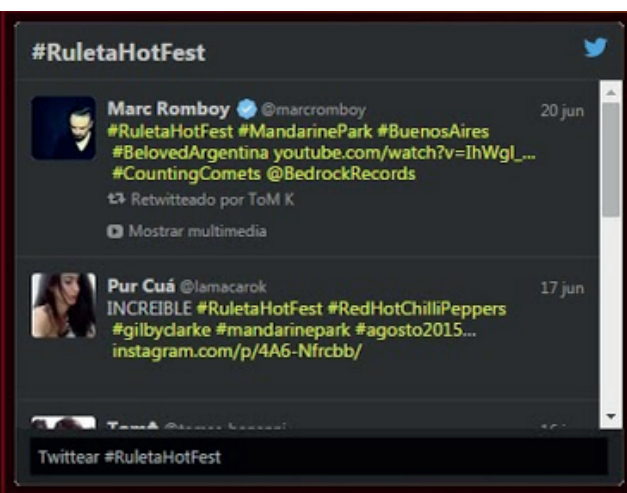 #RuletaHotFest
Marc Romboy @marcromboy 20 jun
#RuletaHotFest #MandarinePark #BuenosAires
#BelovedArgentina youtube.com/watch?v=IhWgl_...
#CountingComets @BedrockRecords
Retwitteado por ToM K
Mostrar multimedia
Pur Cuá @lamacarok 17 jun
INCREIBLE #RuletaHotFest #RedHotChilliPeppers
#gilbyclarke #mandarinepark #agosto2015...
instagram.com/p/4A6-Nfrcbb/
Twittear #RuletaHotFest